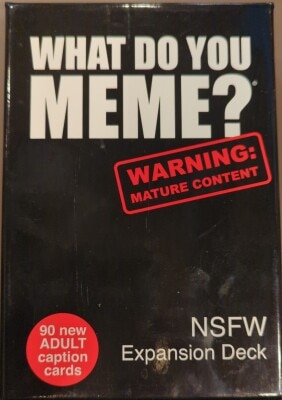 WHAT DO YOU
MEME?
WARNING:
MATURE CONTENT
90 new
ADULT
caption
cards
NSFW
Expansion Deck